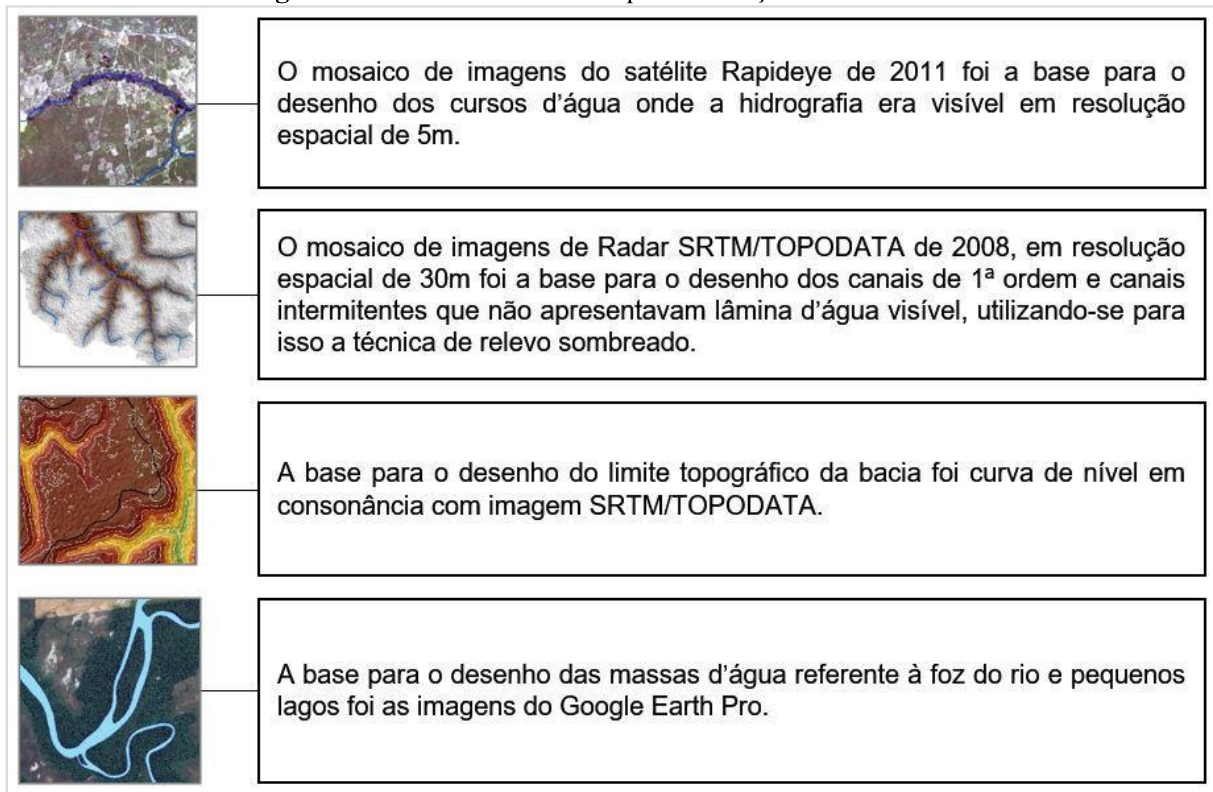 O mosaico de imagens do satélite Rapideye de 2011 foi a base para o
desenho dos cursos d’água onde a hidrografia era visível em resolução
espacial de 5m.
O mosaico de imagens de Radar SRTM/TOPODATA de 2008, em resolução
espacial de 30m foi a base para o desenho dos canais de 1ª ordem e canais
intermitentes que não apresentavam lâmina d’água visível, utilizando-se para
isso a técnica de relevo sombreado.
A base para o desenho do limite topográfico da bacia foi curva de nível em
consonância com imagem SRTM/TOPODATA.
A base para o desenho das massas d’água referente à foz do rio e pequenos
lagos foi as imagens do Google Earth Pro.